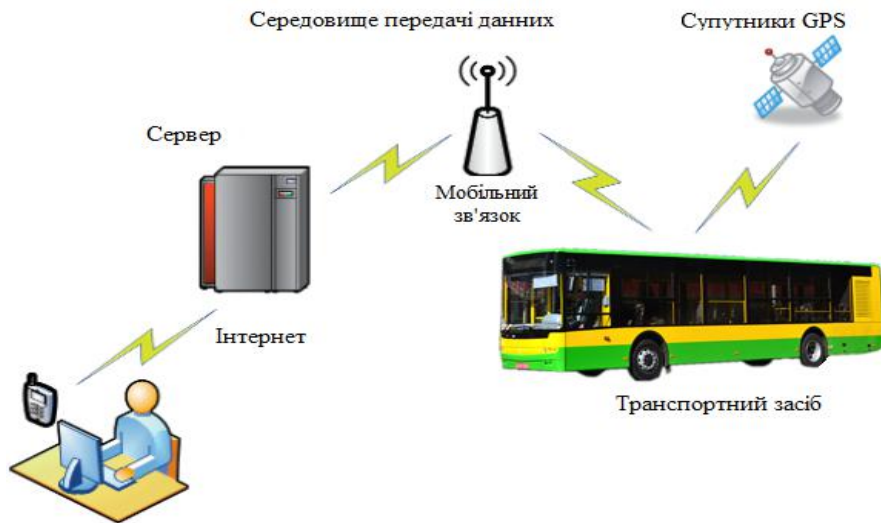 Середовище передачі данних
Супутники GPS
Сервер
Мобільний
зв'язок
Інтернет
Транспортний засіб